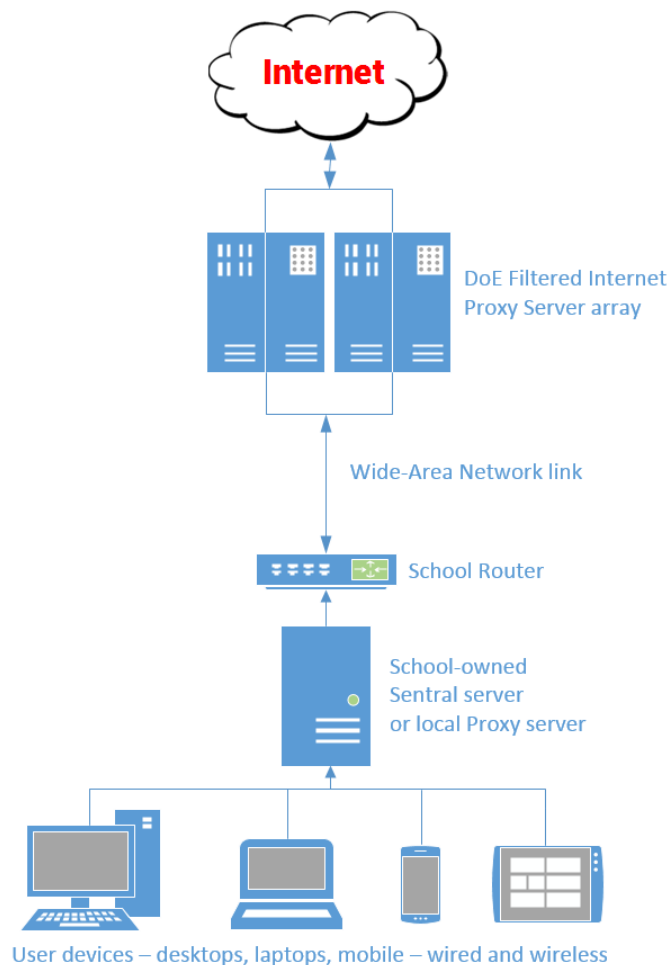 Internet
DoE Filtered Internet
Proxy Server array
Wide-Area Network link
School Router
School-owned
Sentral server
or local Proxy server
User devices – desktops, laptops, mobile – wired and wireless